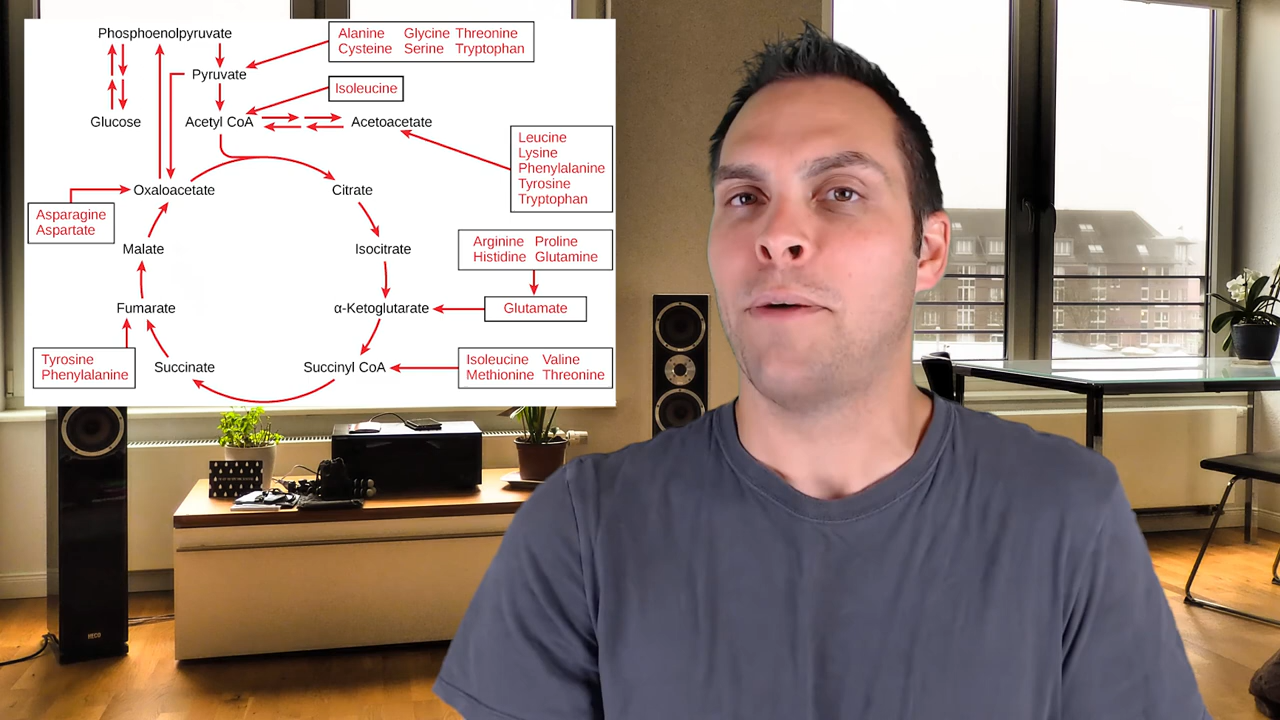 Phosphoenolpyruvate
Alanine Glycine Threonine
Cysteine Serine Tryptophan
Pyruvate
Isoleucine
Glucose
Acetyl CoA
Acetoacetate
Leucine
Lysine
Phenylalanine
Tyrosine
Tryptophan
Oxaloacetate
Citrate
Asparagine
Aspartate
Malate
Isocitrate
Arginine Proline
Histidine Glutamine
Fumarate
α-Ketoglutarate
Glutamate
Tyrosine
Phenylalanine
Succinate
Succinyl CoA
Isoleucine Valine
Methionine Threonine
HECO